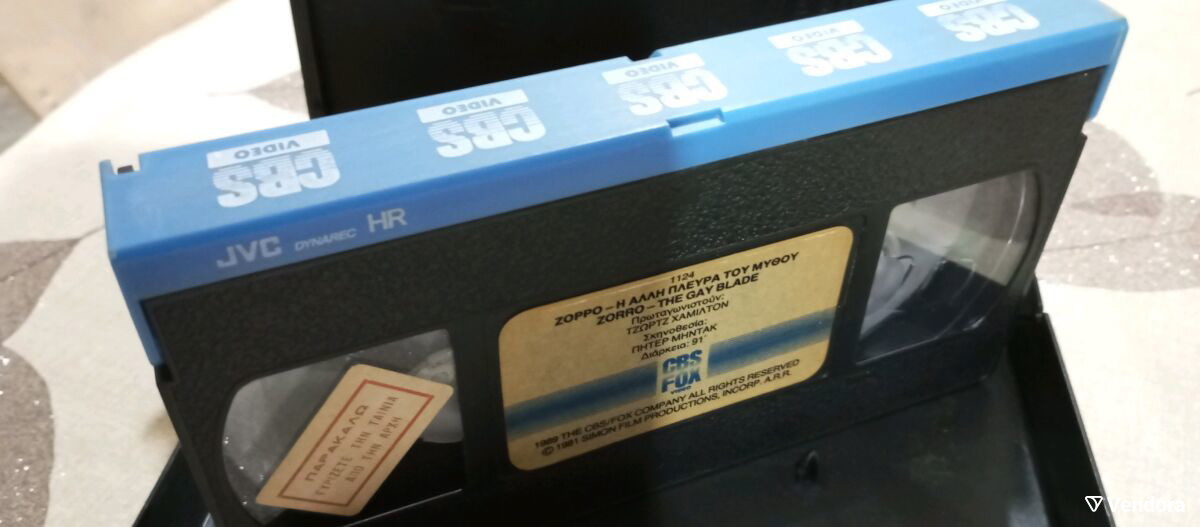 CBS
VIDEO
CBS
VIDEO
CBS
VIDEO
CBS
VIDEO
CBS
VIDEO
JVC DYNAREC HR
1124
ΖΟΡΡΟ – Η ΑΛΛΗ ΠΛΕΥΡΑ ΤΟΥ ΜΥΘΟΥ
ZORRO – THE GAY BLADE
Πρωταγωνιστούν:
ΤΖΩΡΤΖ ΧΑΜΙΛΤΟΝ
Σκηνοθεσία:
ΠΗΤΕΡ ΜΗΝΤΑΚ
Διάρκεια: 91΄
CBS
FOX
VIDEO
1989 THE CBS/FOX COMPANY ALL RIGHTS RESERVED
© 1981 SIMON FILM PRODUCTIONS, INCORP. A.R.R.
ΠΑΡΑΚΑΛΩ
ΓΥΡΙΣΤΕ ΤΗΝ ΤΑΙΝΙΑ
ΑΠΟ ΤΗΝ ΑΡΧΗ
Vendora